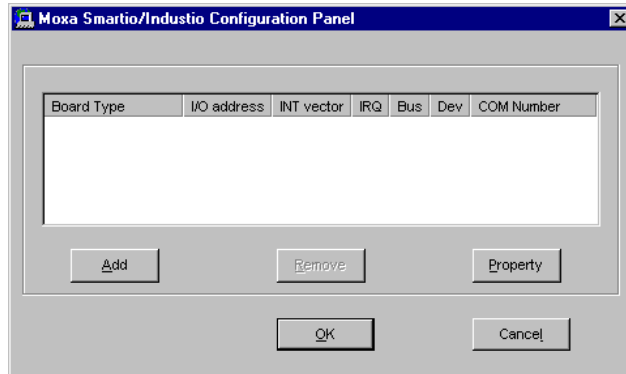 Moxa Smartio/Industio Configuration Panel
Board Type I/O address INT vector IRQ Bus Dev COM Number
Add Remove Property
OK Cancel